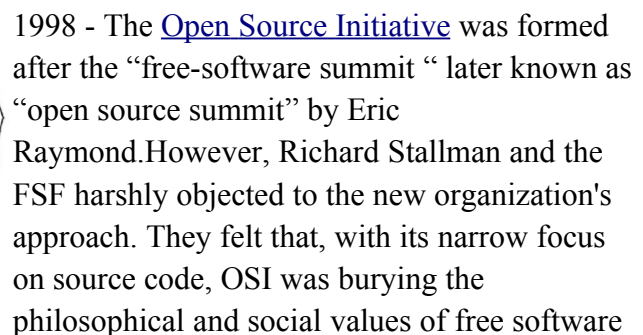 1998 - The Open Source Initiative was formed
after the “free-software summit “ later known as
“open source summit” by Eric
Raymond.However, Richard Stallman and the
FSF harshly objected to the new organization's
approach. They felt that, with its narrow focus
on source code, OSI was burying the
philosophical and social values of free software